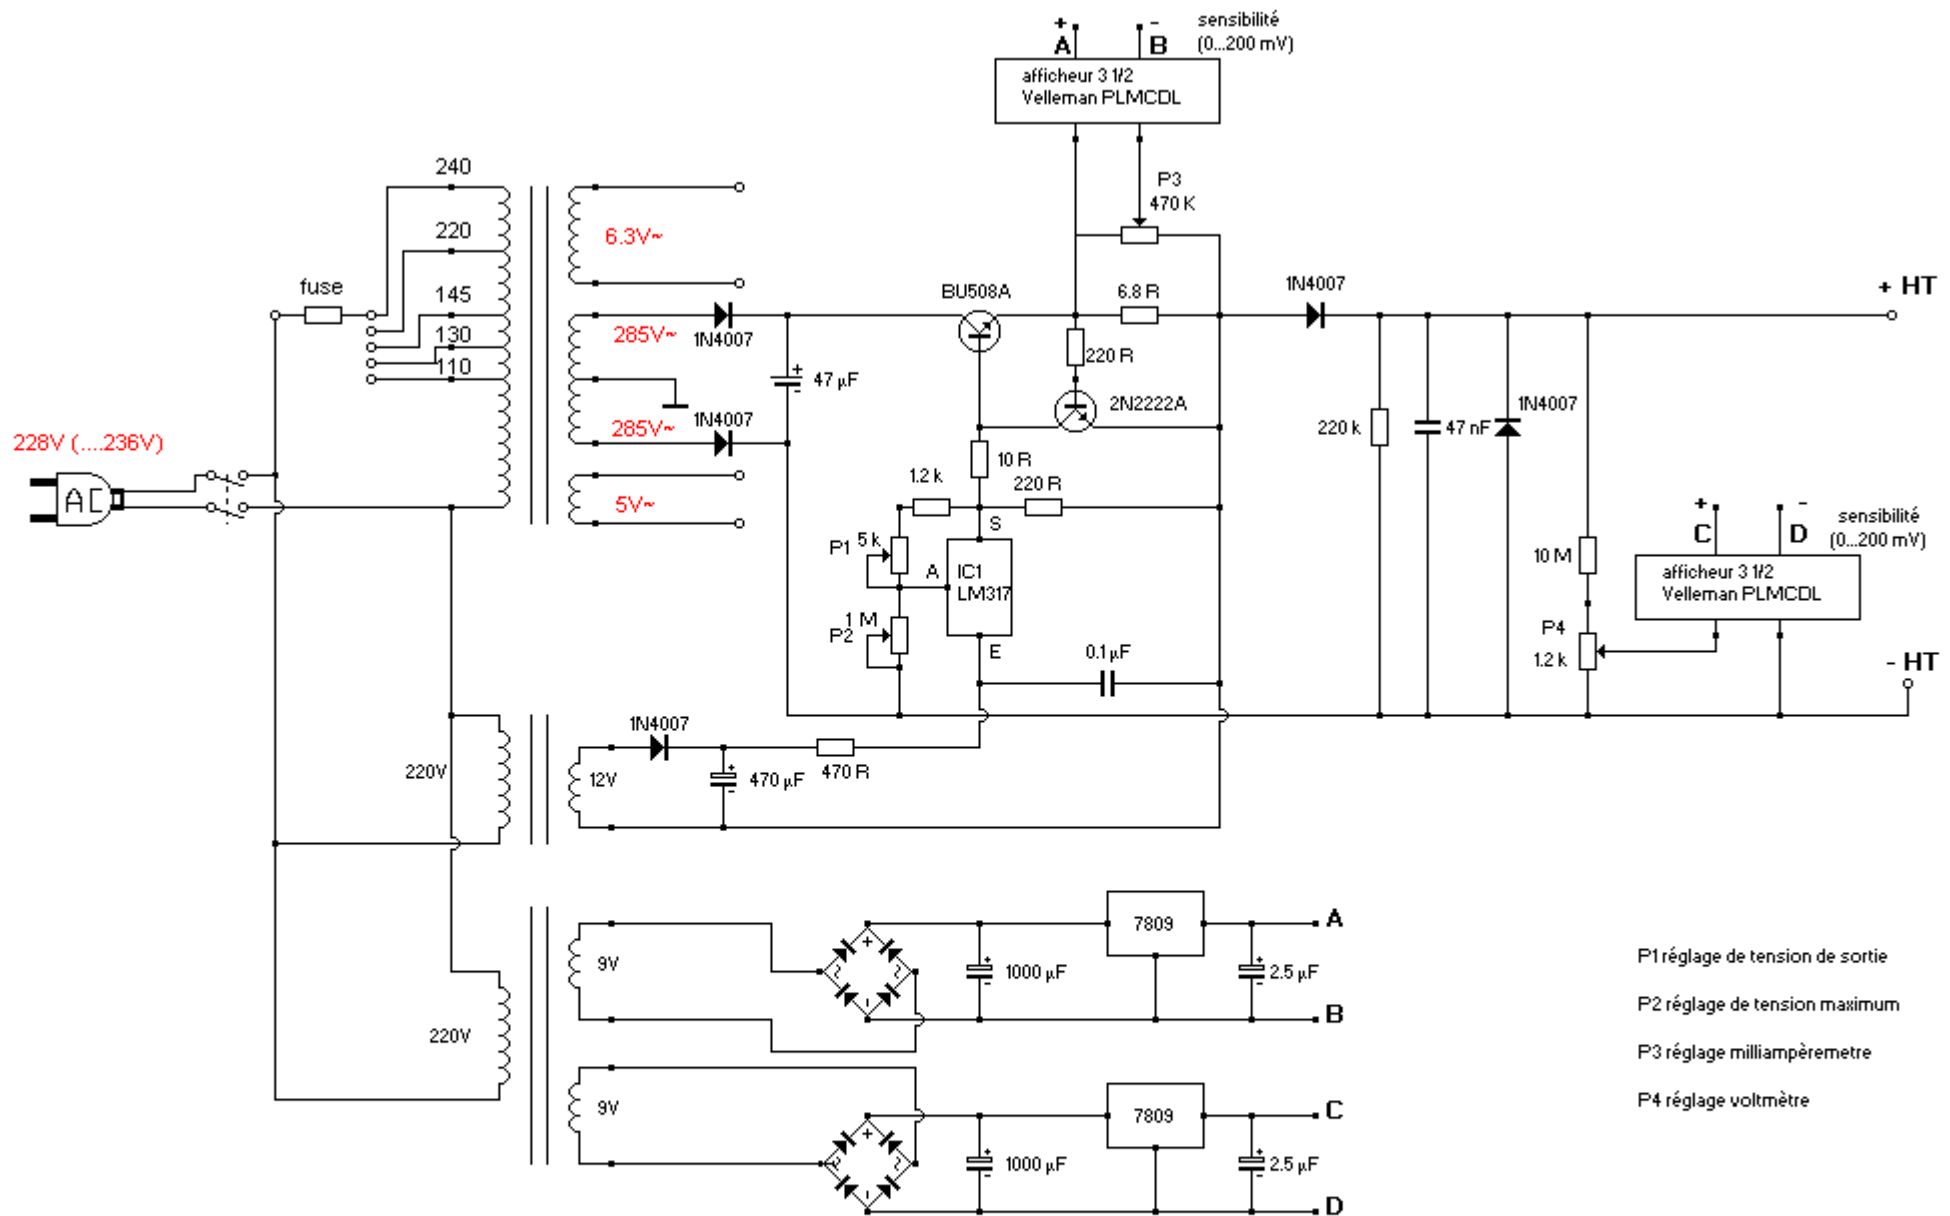 +
A
-
B
sensibilité
(0...200 mV)
afficheur 3 1/2
Velleman PLMCDL
240
220
145
130
110
fuse
6.3V~
285V~
285V~
5V~
1N4007
1N4007
+
-
47 µF
BU508A
P3
470 K
6.8 R
220 R
2N2222A
1N4007
+ HT
228V (....236V)
AC
10 R
1.2 k
220 R
S
P1
5 k
A
IC1
LM317
1 M
P2
E
0.1 µF
220 k
47 nF
1N4007
10 M
P4
1.2 k
+
C
-
D
sensibilité
(0...200 mV)
afficheur 3 1/2
Velleman PLMCDL
- HT
220V
12V
1N4007
+
-
470 µF
470 R
220V
9V
+
~
~
-
+
-
1000 µF
7809
+
-
2.5 µF
A
B
9V
+
~
~
-
+
-
1000 µF
7809
+
-
2.5 µF
C
D
P1 réglage de tension de sortie
P2 réglage de tension maximum
P3 réglage milliampèremetre
P4 réglage voltmètre